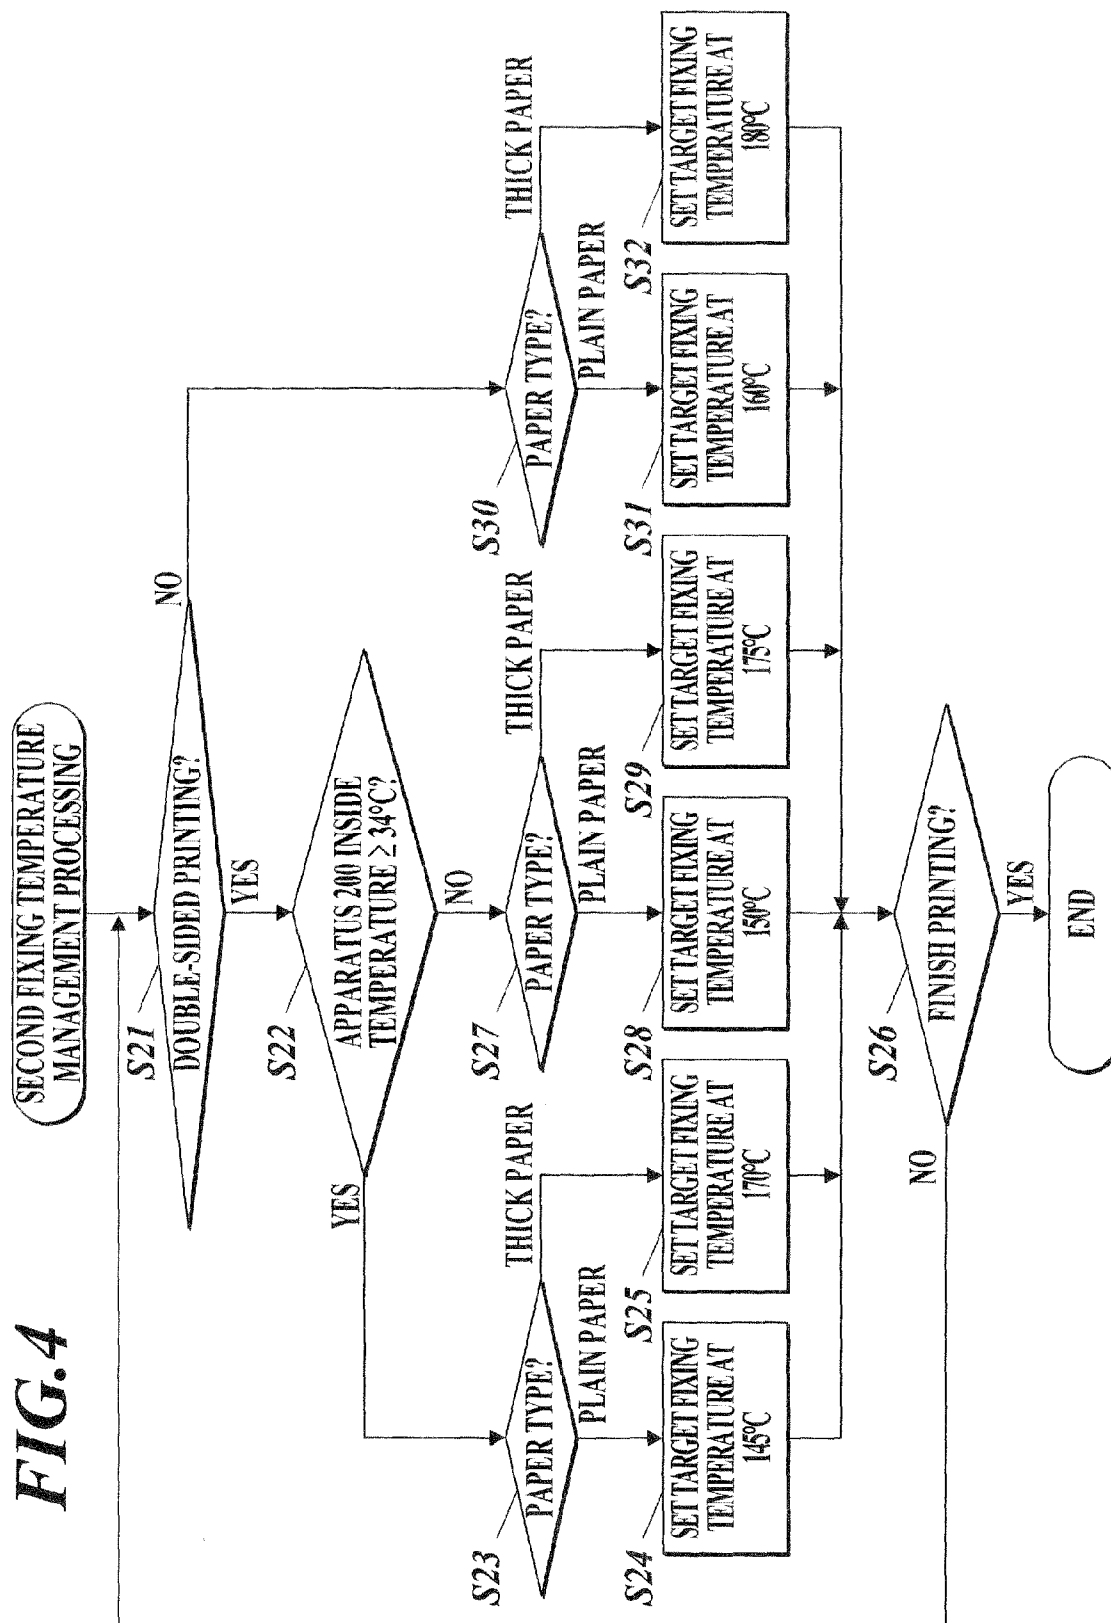 FIG.4
SECOND FIXING TEMPERATURE
MANAGEMENT PROCESSING
S21
DOUBLE-SIDED PRINTING?
NO
YES
S22
APPARATUS 200 INSIDE
TEMPERATURE ≥ 34°C?
YES
NO
S23
PAPER TYPE?
THICK PAPER
PLAIN PAPER
S27
PAPER TYPE?
THICK PAPER
PLAIN PAPER
S30
PAPER TYPE?
THICK PAPER
PLAIN PAPER
S24
SET TARGET FIXING
TEMPERATURE AT
145°C
S25
SET TARGET FIXING
TEMPERATURE AT
170°C
S28
SET TARGET FIXING
TEMPERATURE AT
150°C
S29
SET TARGET FIXING
TEMPERATURE AT
175°C
S31
SET TARGET FIXING
TEMPERATURE AT
160°C
S32
SET TARGET FIXING
TEMPERATURE AT
180°C
S26
FINISH PRINTING?
NO
YES
END